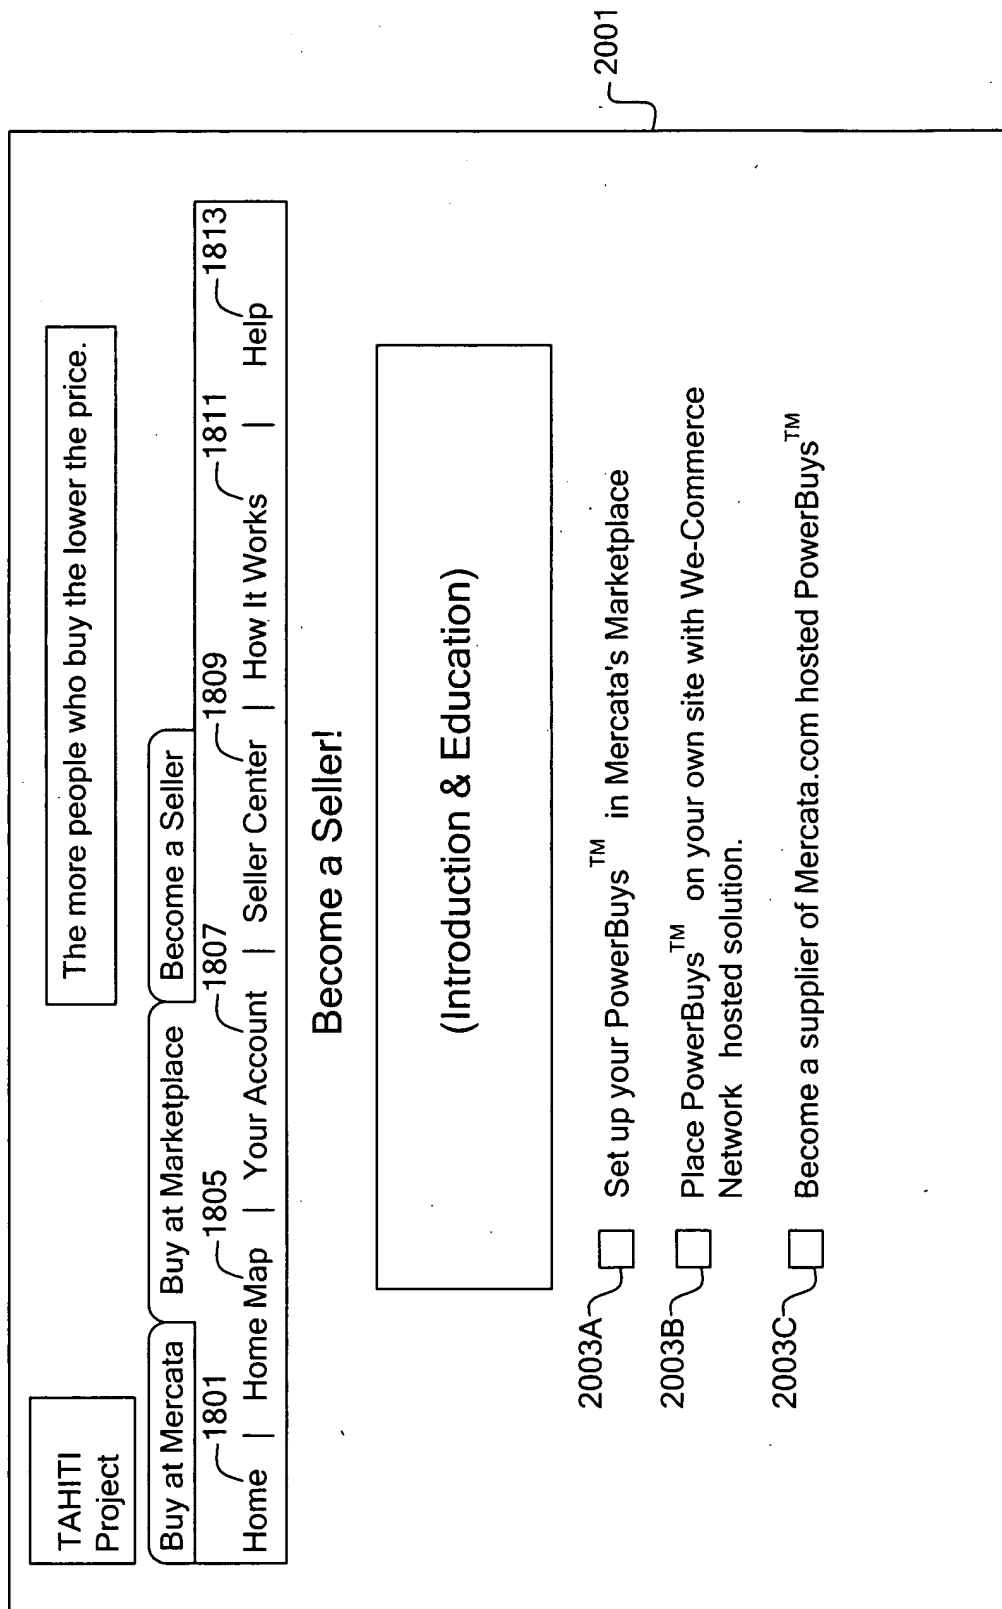 TAHITI
Project
The more people who buy the lower the price.
Buy at Mercata
Buy at Marketplace
Become a Seller
1801
1805
1807
1809
1811
1813
Home | Home Map | Your Account | Seller Center | How It Works | Help
Become a Seller!
(Introduction & Education)
2003A
Set up your PowerBuys™ in Mercata's Marketplace
2003B
Place PowerBuys™ on your own site with We-Commerce
Network hosted solution.
2003C
Become a supplier of Mercata.com hosted PowerBuys™
2001